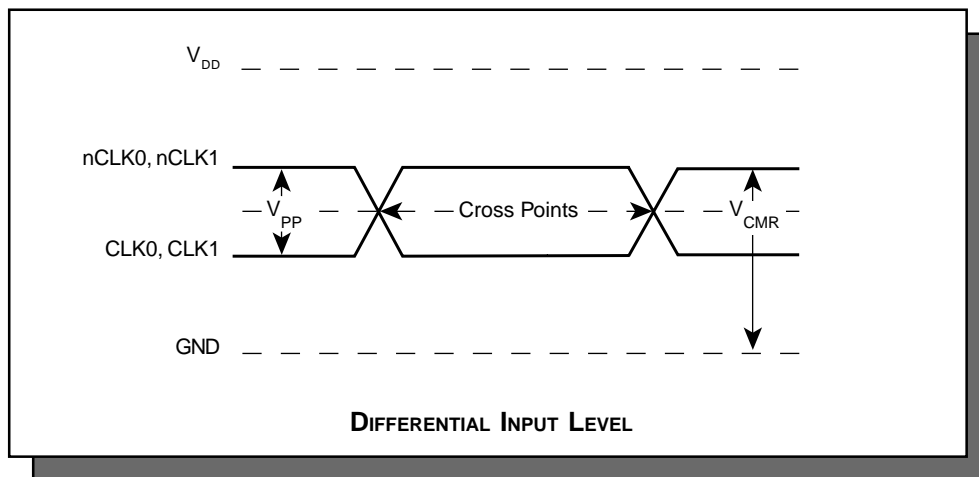 VDD
nCLK0, nCLK1
VPP
Cross Points
VCMR
CLK0, CLK1
GND
DIFFERENTIAL INPUT LEVEL